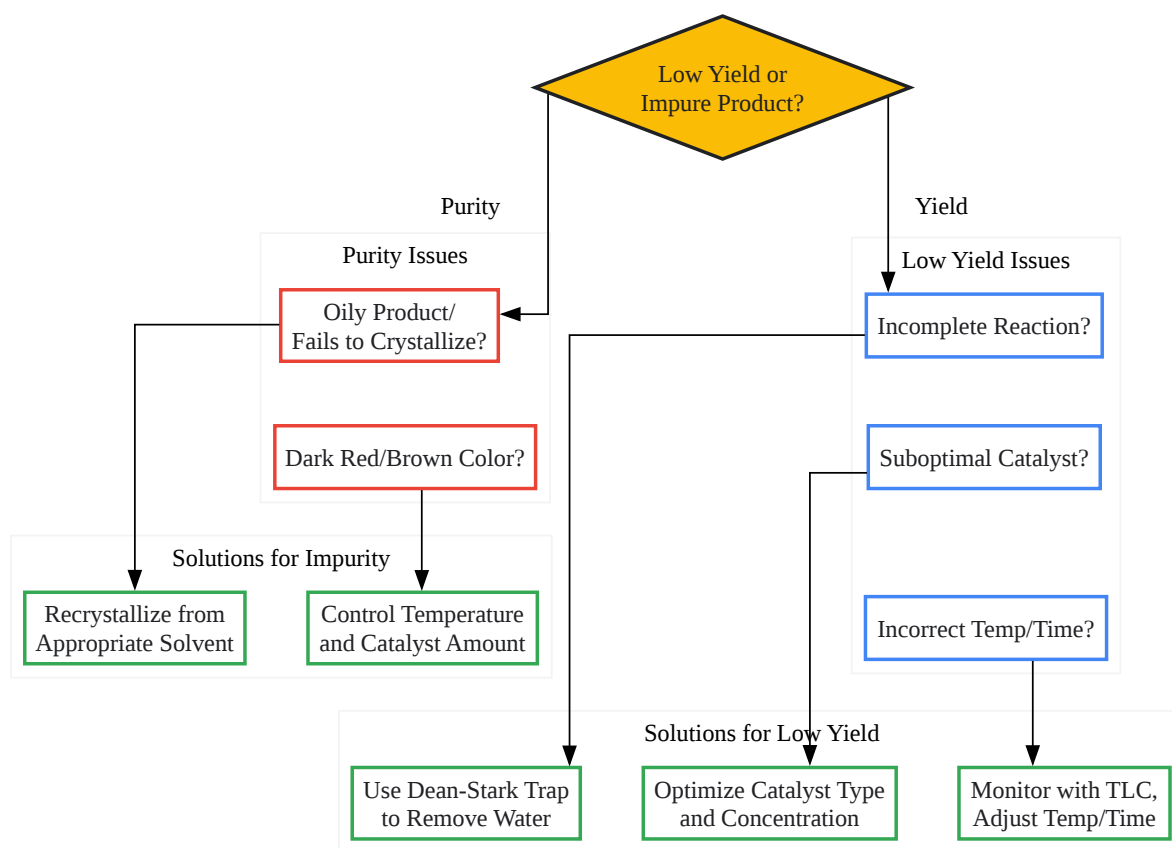 Low Yield or
Impure Product?
Purity
Yield
Purity Issues
Low Yield Issues
Oily Product/
Fails to Crystallize?
Incomplete Reaction?
Dark Red/Brown Color?
Suboptimal Catalyst?
Solutions for Impurity
Recrystallize from
Appropriate Solvent
Control Temperature
and Catalyst Amount
Incorrect Temp/Time?
Solutions for Low Yield
Use Dean-Stark Trap
to Remove Water
Optimize Catalyst Type
and Concentration
Monitor with TLC,
Adjust Temp/Time